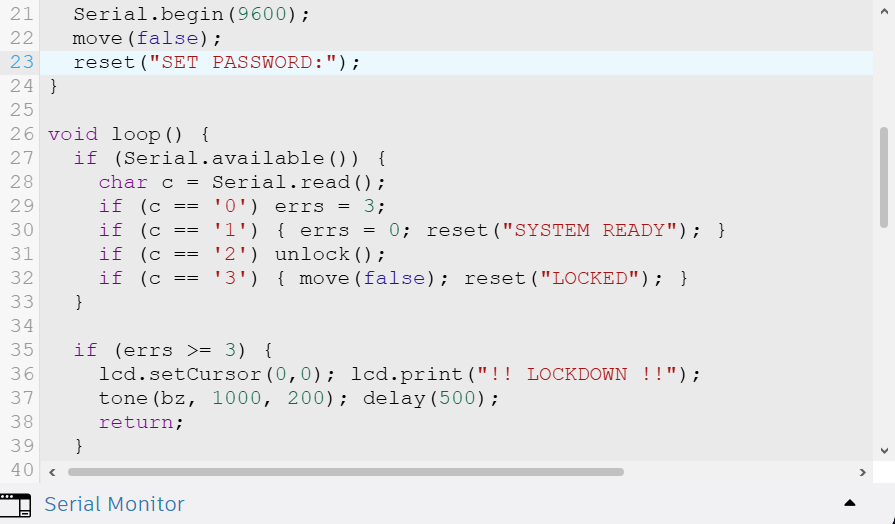 21 Serial.begin(9600);
22 move(false);
23 reset("SET PASSWORD:");
24 }
25
26 void loop() {
27 if (Serial.available()) {
28 char c = Serial.read();
29 if (c == '0') errs = 3;
30 if (c == '1') { errs = 0; reset("SYSTEM READY"); }
31 if (c == '2') unlock();
32 if (c == '3') { move(false); reset("LOCKED"); }
33 }
34
35 if (errs >= 3) {
36 lcd.setCursor(0,0); lcd.print("!! LOCKDOWN !!");
37 tone(bz, 1000, 200); delay(500);
38 return;
39 }
40
Serial Monitor